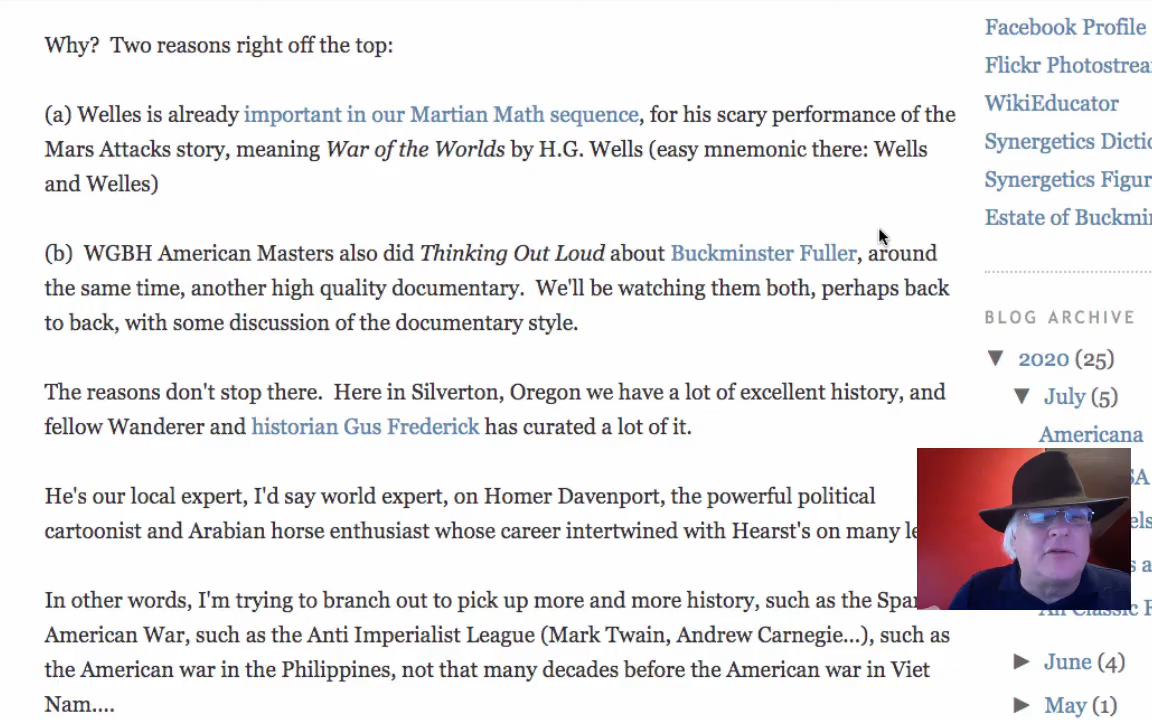 Why? Two reasons right off the top:
(a) Welles is already important in our Martian Math sequence, for his scary performance of the
Mars Attacks story, meaning War of the Worlds by H.G. Wells (easy mnemonic there: Wells
and Welles)
(b) WGBH American Masters also did Thinking Out Loud about Buckminster Fuller, around
the same time, another high quality documentary. We'll be watching them both, perhaps back
to back, with some discussion of the documentary style.
The reasons don't stop there. Here in Silverton, Oregon we have a lot of excellent history, and
fellow Wanderer and historian Gus Frederick has curated a lot of it.
He's our local expert, I'd say world expert, on Homer Davenport, the powerful political
cartoonist and Arabian horse enthusiast whose career intertwined with Hearst's on many
In other words, I'm trying to branch out to pick up more and more history, such as the
American War, such as the Anti Imperialist League (Mark Twain, Andrew Carnegie...), such as
the American war in the Philippines, not that many decades before the American war in Viet
Nam....
Facebook Profile
Flickr
WikiEducator
Synergetics
Synergetics
Estate of
BLOG ARCHIVE
▼ 2020 (25)
▼ July (5)
Americana
► June (4)
► May (1)